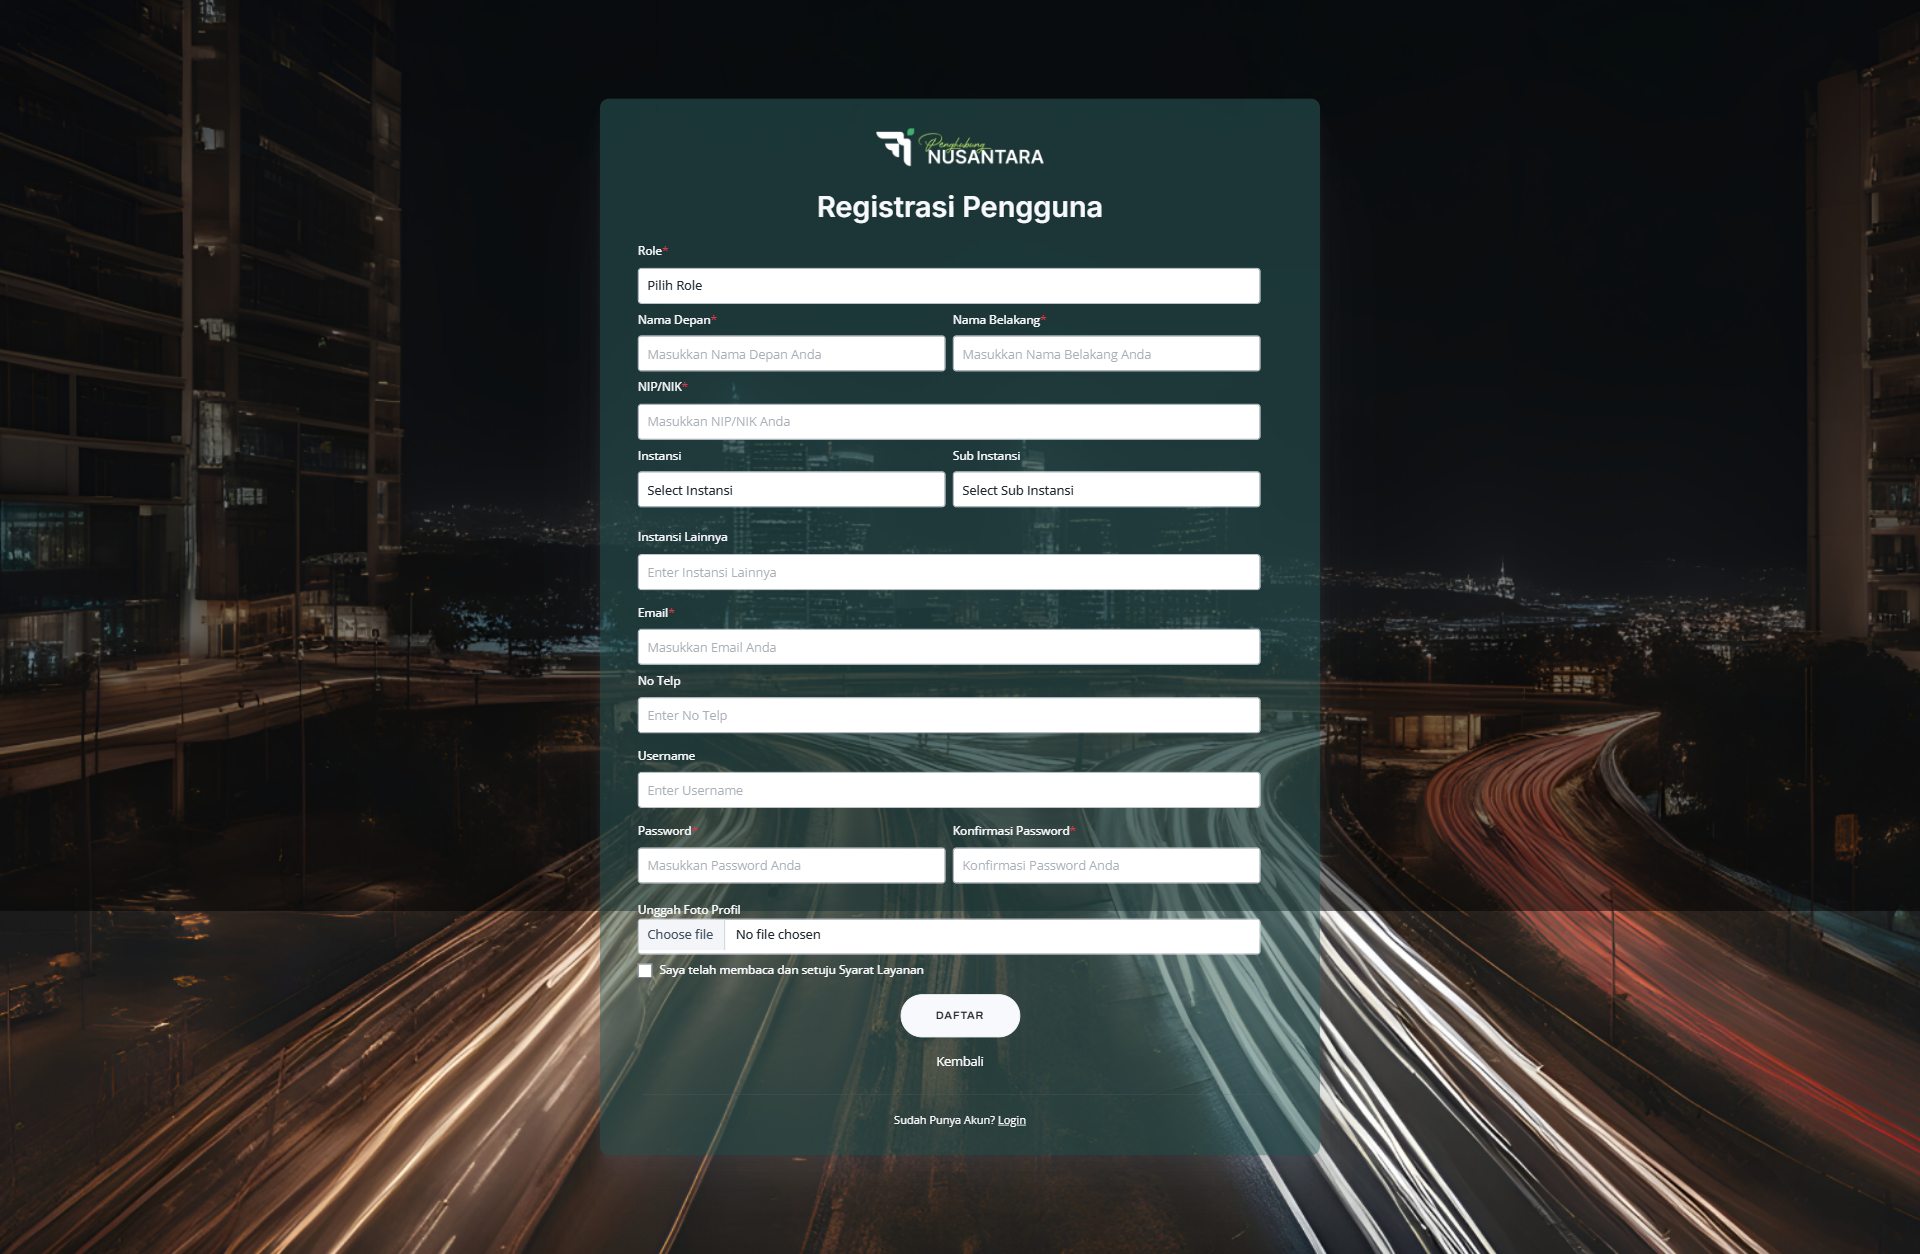 Penghubung
NUSANTARA
Registrasi Pengguna
Role*
Pilih Role
Nama Depan* Nama Belakang*
Masukkan Nama Depan Anda Masukkan Nama Belakang Anda
NIP/NIK*
Masukkan NIP/NIK Anda
Instansi Sub Instansi
Select Instansi Select Sub Instansi
Instansi Lainnya
Enter Instansi Lainnya
Email*
Masukkan Email Anda
No Telp
Enter No Telp
Username
Enter Username
Password* Konfirmasi Password*
Masukkan Password Anda Konfirmasi Password Anda
Unggah Foto Profil
Choose file No file chosen
Saya telah membaca dan setuju Syarat Layanan
DAFTAR
Kembali
Sudah Punya Akun? Login